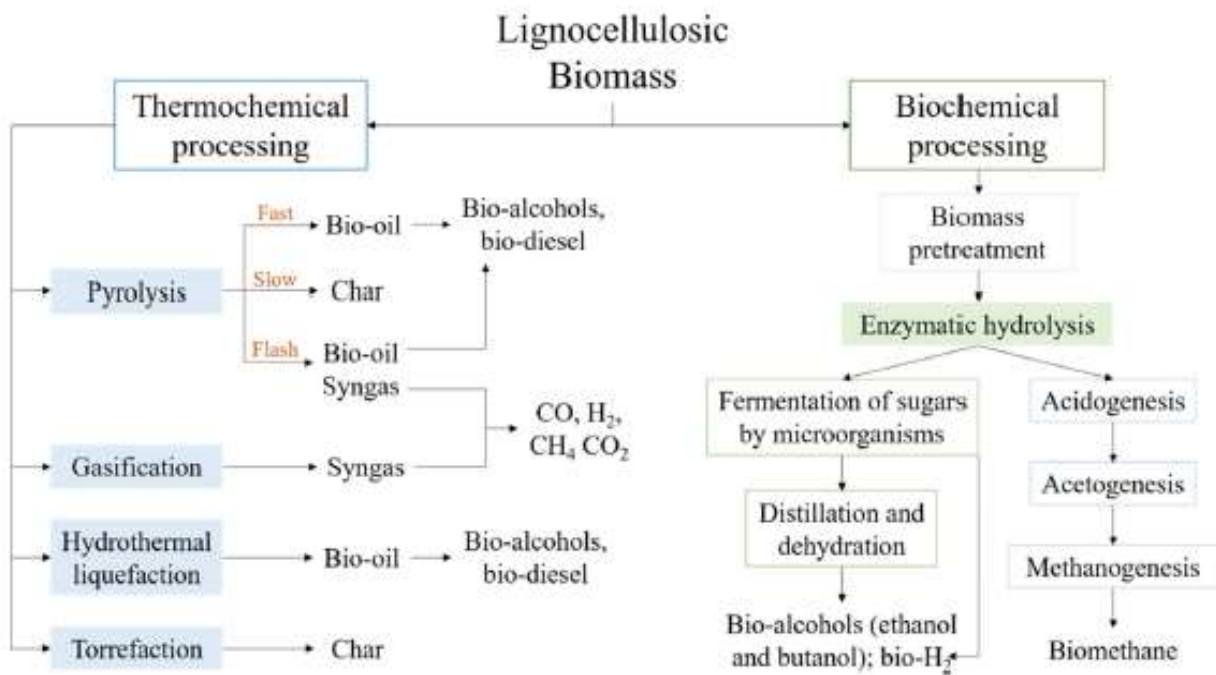 Lignocellulosic
Biomass
Thermochemical
processing
Biochemical
processing
Fast
Bio-oil
Bio-alcohols,
bio-diesel
Pyrolysis
Slow
Char
Flash
Bio-oil
Syngas
CO, H₂,
CH₄ CO₂
Gasification
Syngas
Hydrothermal
liquefaction
Bio-oil
Bio-alcohols,
bio-diesel
Torrefaction
Char
Biomass
pretreatment
Enzymatic hydrolysis
Fermentation of sugars
by microorganisms
Distillation and
dehydration
Bio-alcohols (ethanol
and butanol); bio-H₂
Acidogenesis
Acetogenesis
Methanogenesis
Biomethane